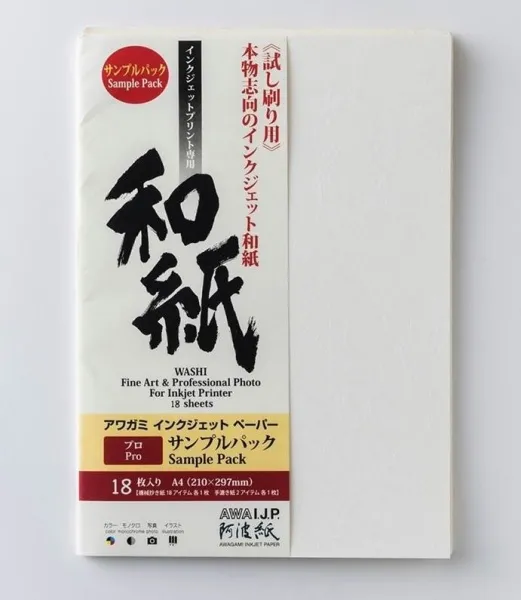 サンプルパック
Sample Pack
インクジェットプリント専用
《試し刷り用》
本物志向のインクジェット和紙
和紙
WASHI
Fine Art & Professional Photo
For Inkjet Printer
18 sheets
アワガミ インクジェット ペーパー
プロ
Pro
サンプルパック
Sample Pack
18枚入り A4（210×297mm）
カラー モノクロ 写真 イラスト
color monochrome photo illustration
AWA I.J.P.
阿波紙
AWAGAMI INKJET PAPER